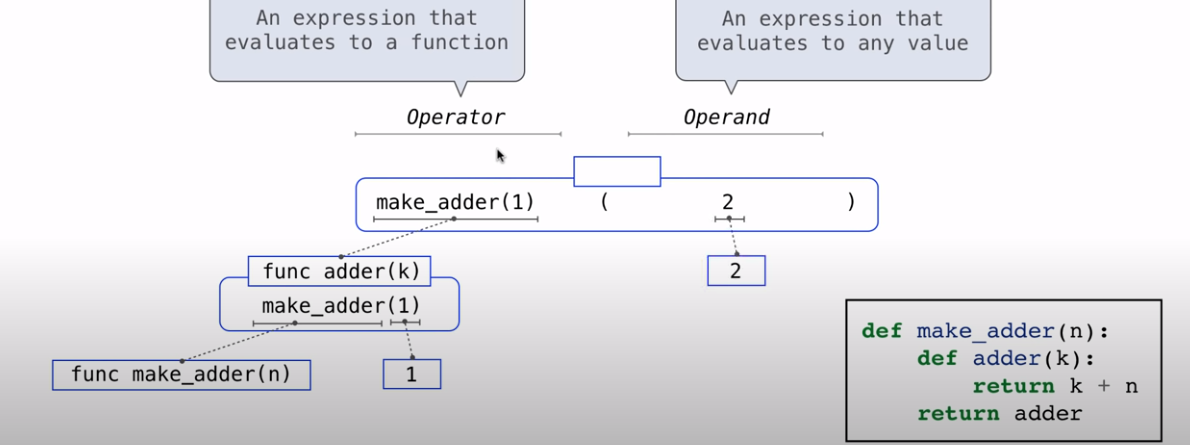 An expression that
evaluates to a function
An expression that
evaluates to any value
Operator
Operand
make_adder(1) ( 2 )
func adder(k)
2
make_adder(1)
func make_adder(n)
1
def make_adder(n):
    def adder(k):
        return k + n
    return adder